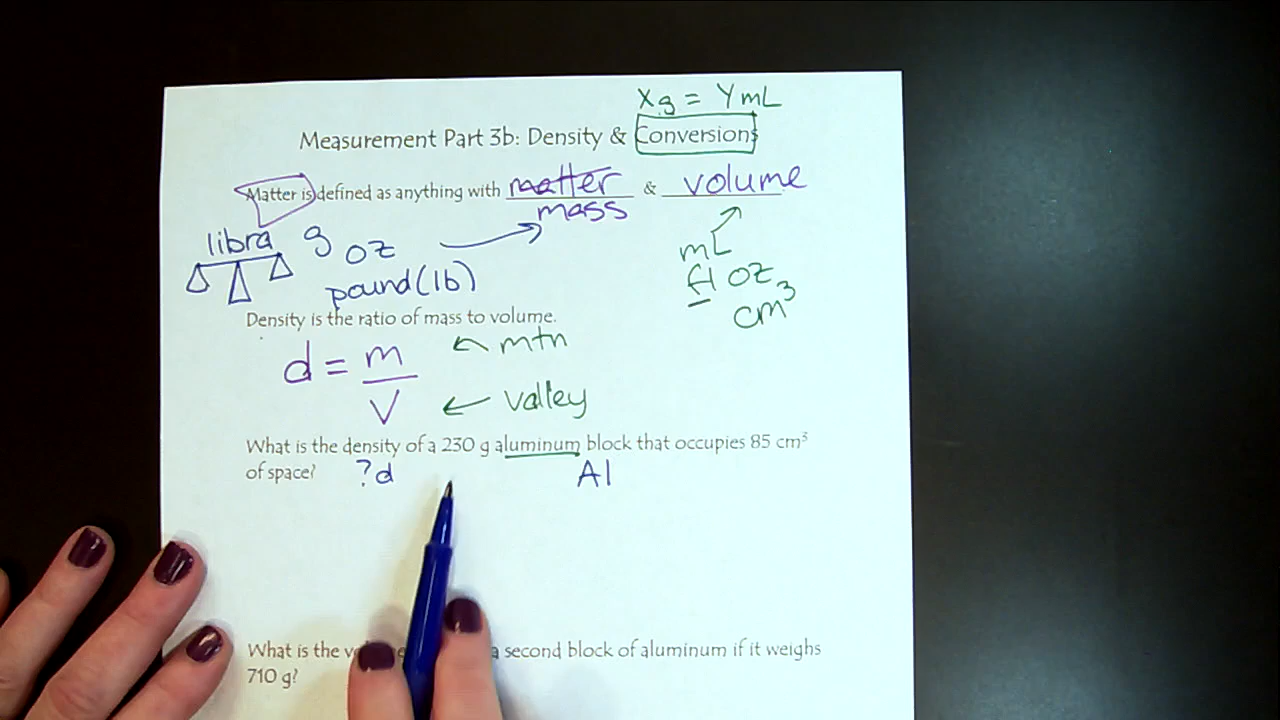 Xg = YmL
Measurement Part 3b: Density & Conversions
Matter is defined as anything with matter & volume
mass
libra g oz
mL
pound(lb)
fl oz
cm³
Density is the ratio of mass to volume.
d = m/V
mtn
valley
What is the density of a 230 g aluminum block that occupies 85 cm³
of space? ?d Al
What is the a second block of aluminum if it weighs
710 g?